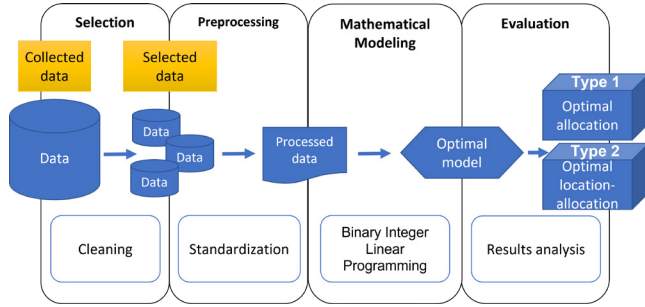 Selection
Preprocessing
Mathematical
Modeling
Evaluation
Collected
data
Selected
data
Type 1
Optimal
allocation
Type 2
Optimal
location-
allocation
Data
Data
Data
Data
Processed
data
Optimal
model
Cleaning
Standardization
Binary Integer
Linear
Programming
Results analysis